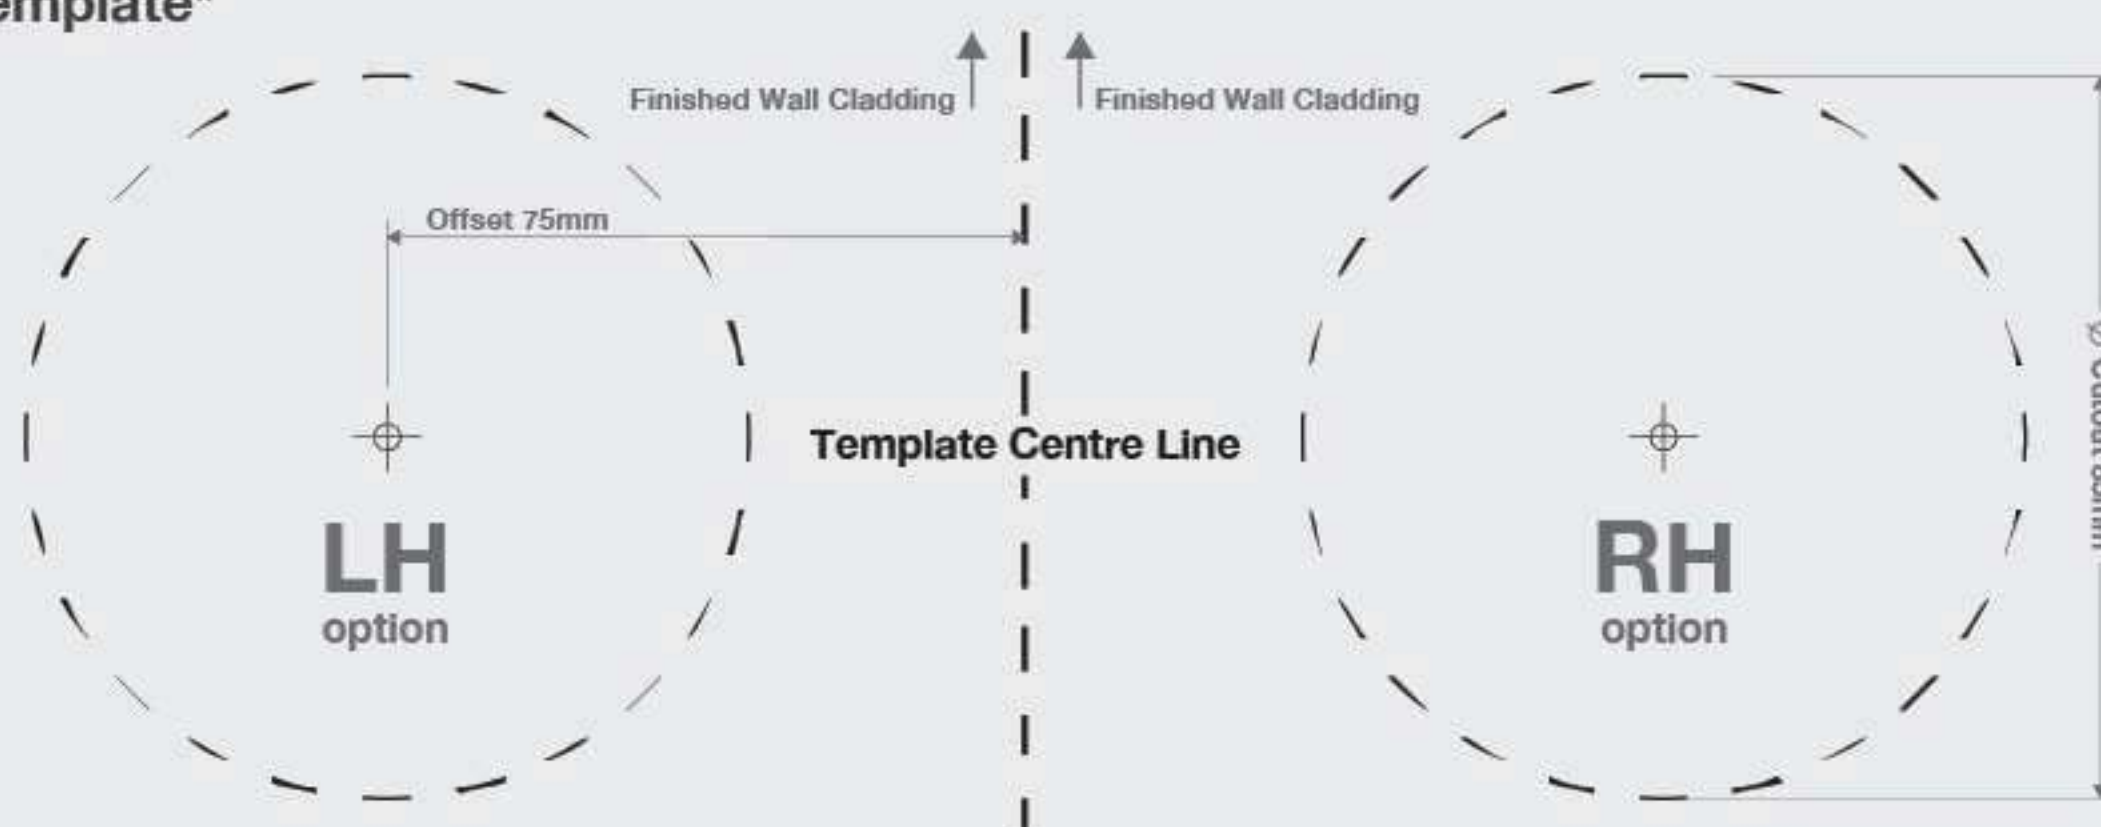 Finished Wall Cladding
Finished Wall Cladding
Offset 75mm
Template Centre Line
LH
option
RH
option